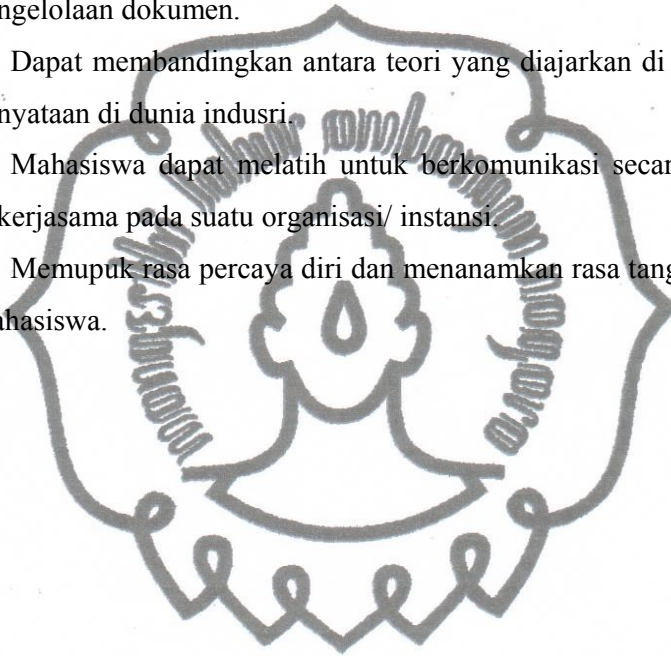 ngelolaan dokumen.
Dapat membandingkan antara teori yang diajarkan di
nyataan di dunia indusri.
Mahasiswa dapat melatih untuk berkomunikasi secar
kerjasama pada suatu organisasi/ instansi.
Memupuk rasa percaya diri dan menanamkan rasa tang
ahasiswa.